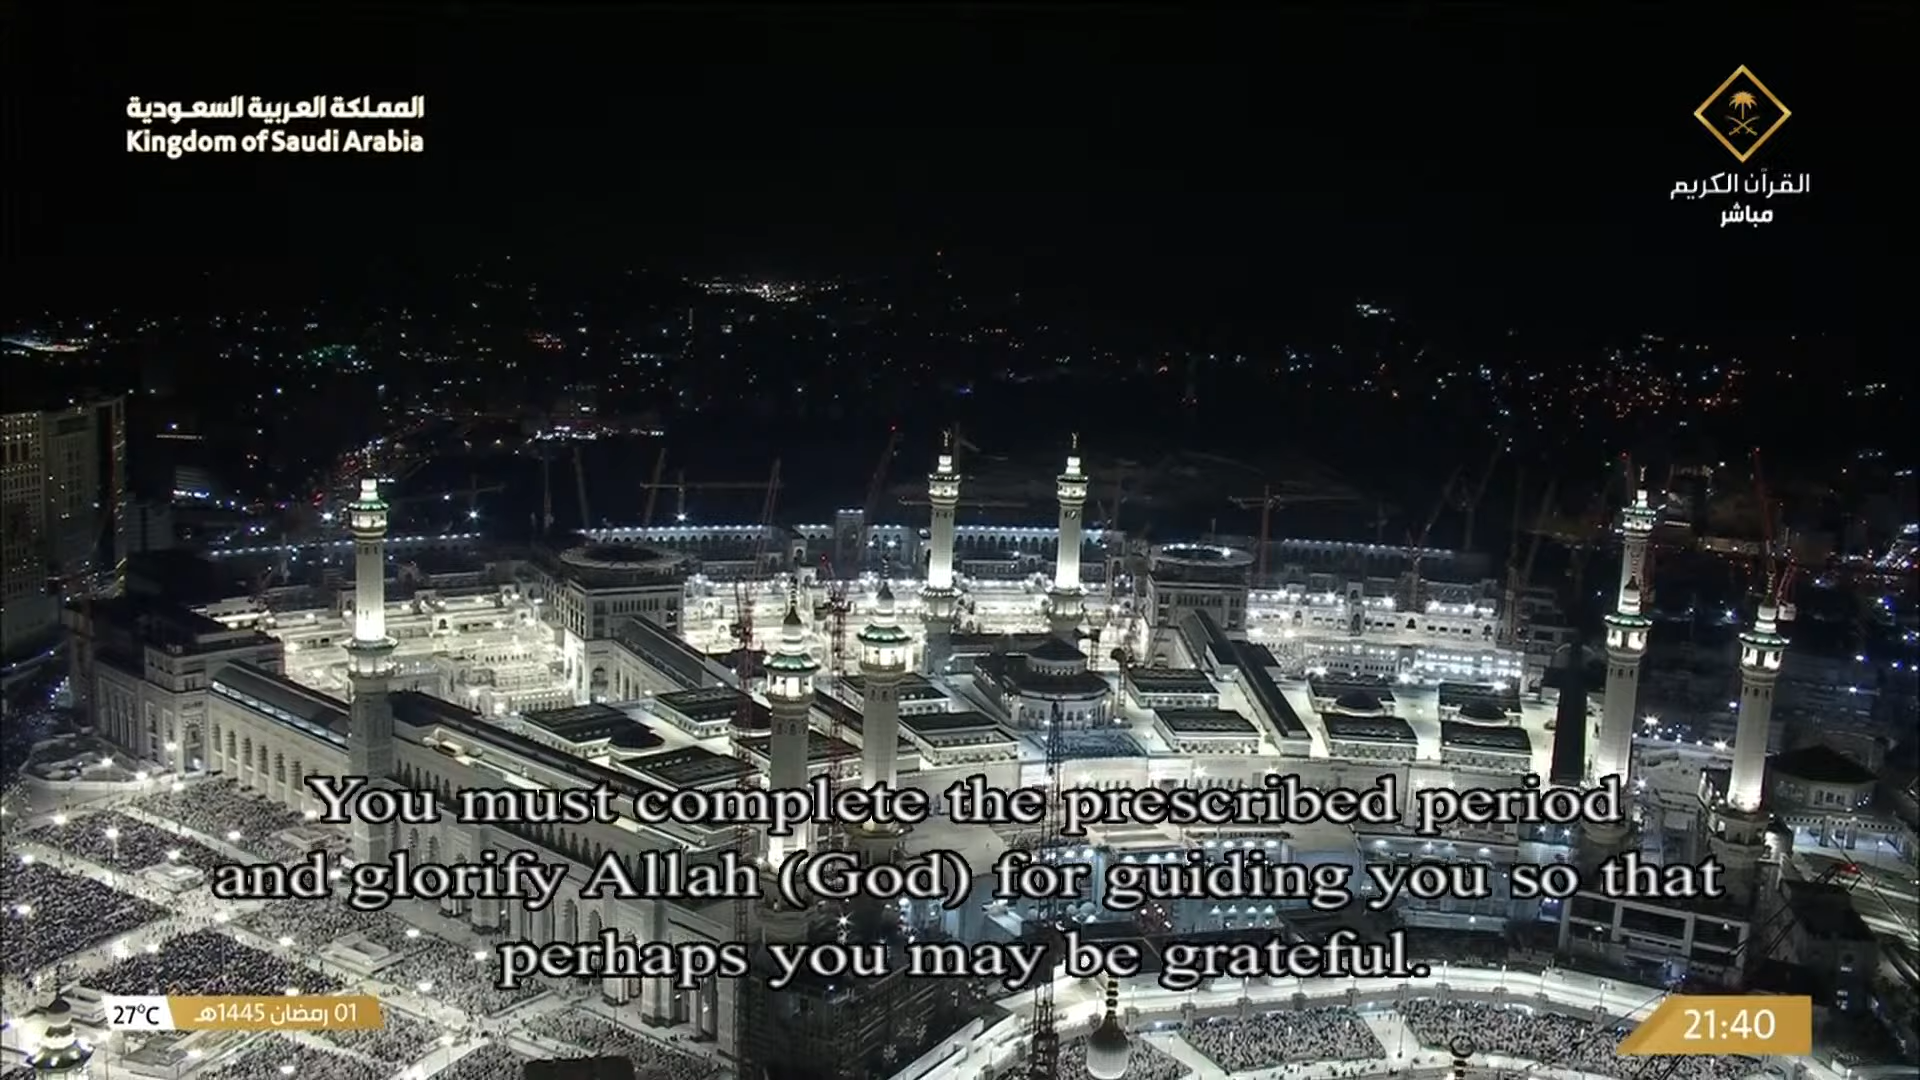 المملكة العربية السعودية
Kingdom of Saudi Arabia
القرآن الكريم
مباشر
You must complete the prescribed period
and glorify Allah (God) for guiding you so that
perhaps you may be grateful.
27°C
01 رمضان 1445هـ
21:40